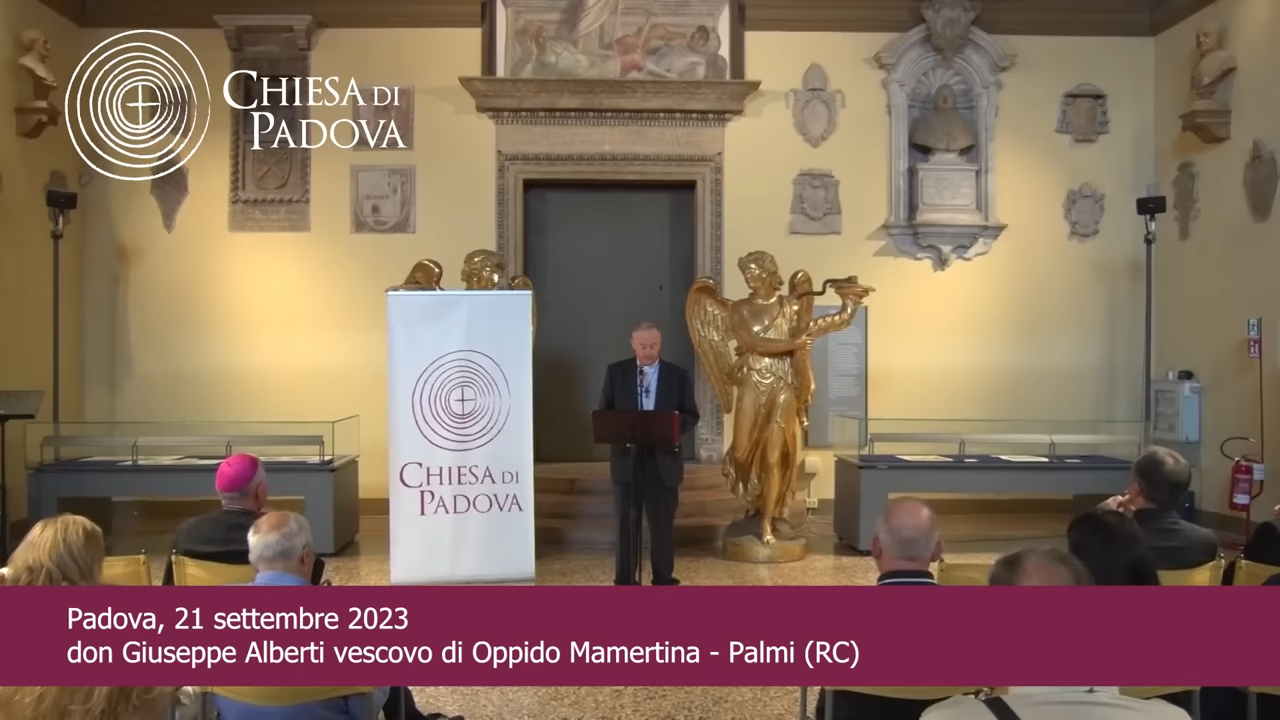 CHIESA DI
PADOVA
CHIESA DI
PADOVA
Padova, 21 settembre 2023
don Giuseppe Alberti vescovo di Oppido Mamertina - Palmi (RC)